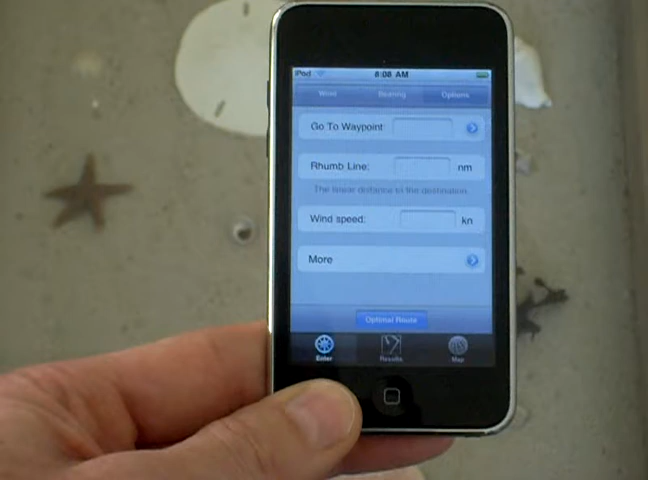 iPod 8:08 AM
Wind Bearing Options
Go To Waypoint:
Rhumb Line: nm
The linear distance to the destination
Wind speed: kn
More
Optimal Route
Enter Results Map